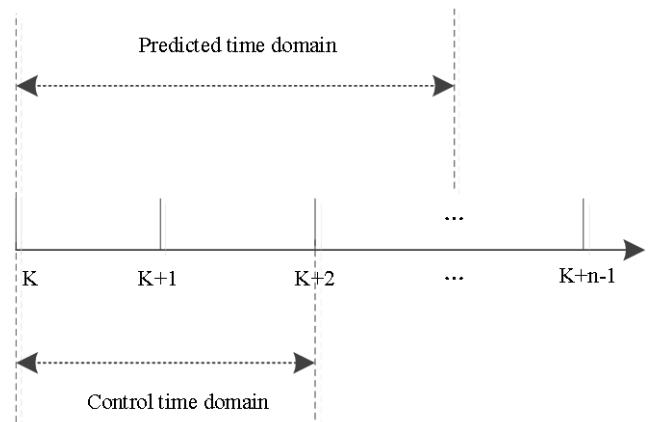 Predicted time domain
...
K K+1 K+2 ... K+n-1
Control time domain